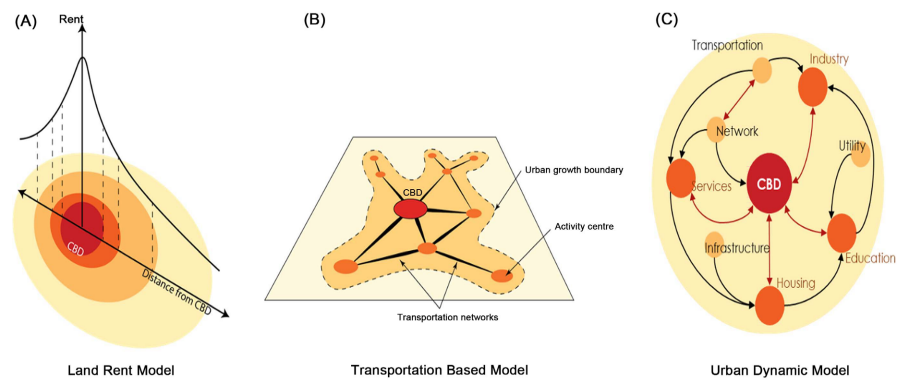 (A)
Rent
CBD
Distance from CBD
Land Rent Model
(B)
CBD
Urban growth boundary
Activity centre
Transportation networks
Transportation Based Model
(C)
Transportation
Industry
Network
Utility
Services
CBD
Infrastructure
Education
Housing
Urban Dynamic Model